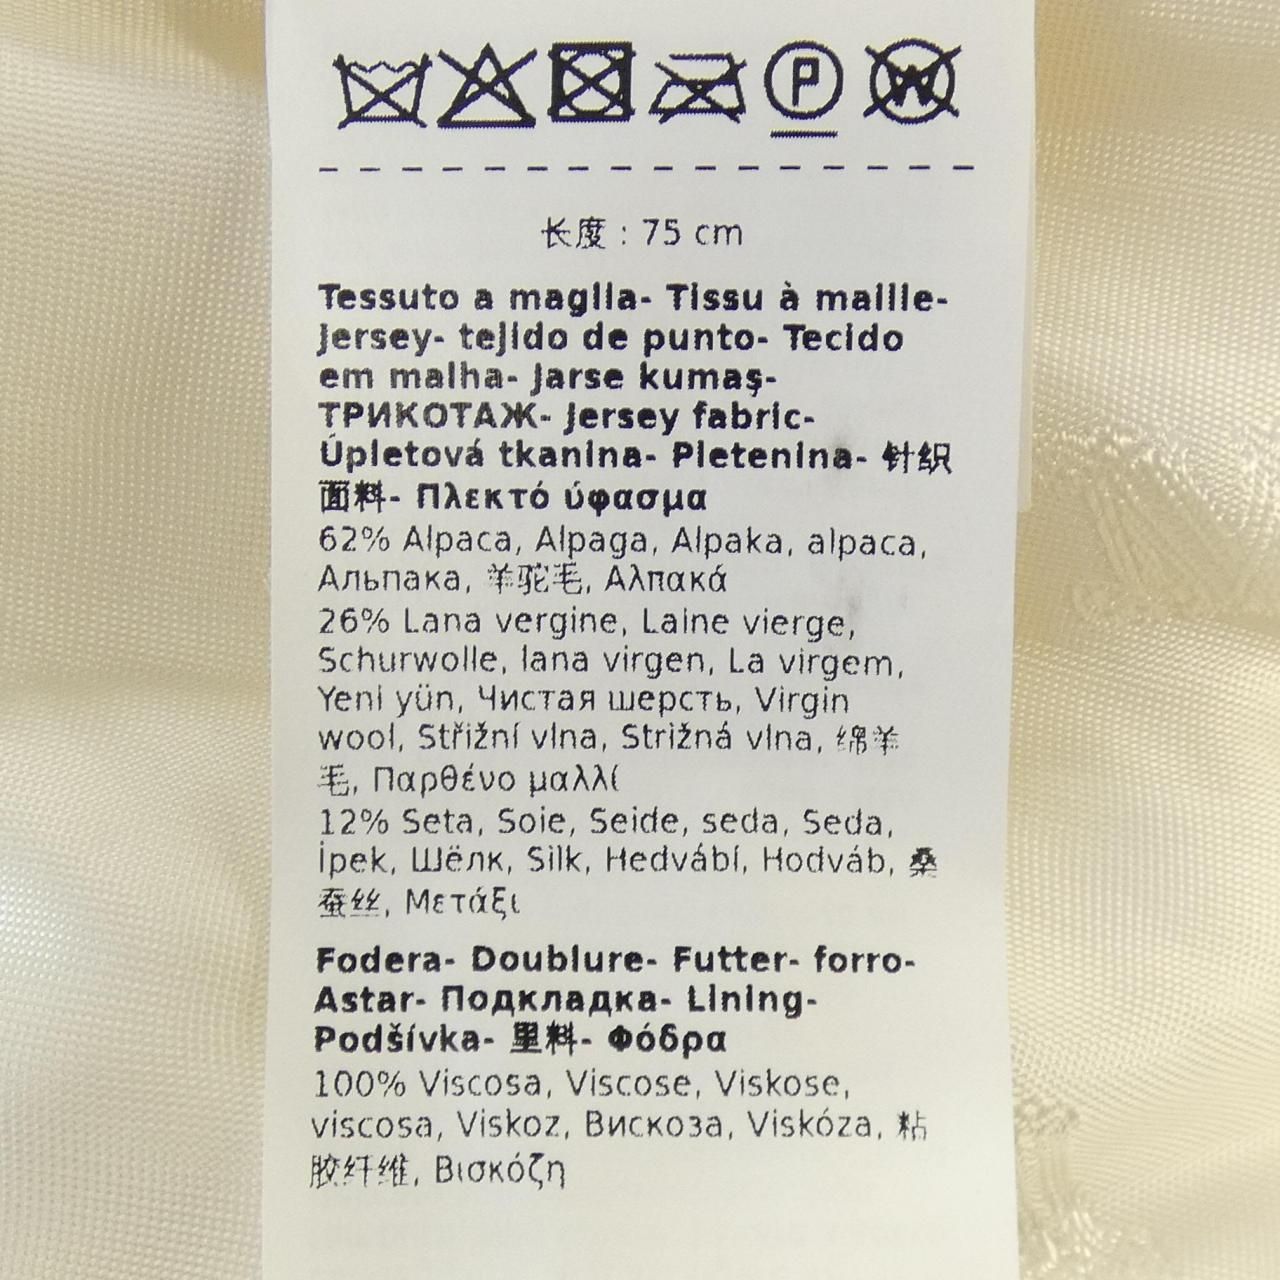 P W
长度 : 75 cm
Tessuto a maglia- Tissu à maille-
Jersey- tejido de punto- Tecido
em malha- Jarse kumaş-
ТРИКОТАЖ- Jersey fabric-
Úpletová tkanina- Pletenina- 针织
面料- Πλεκτό ύφασμα
62% Alpaca, Alpaga, Alpaka, alpaca,
Альпака, 羊驼毛, Αλπακά
26% Lana vergine, Laine vierge,
Schurwolle, lana virgen, La virgem,
Yeni yün, Чистая шерсть, Virgin
wool, Střižní vlna, Strižná vlna, 绵羊
毛, Παρθένο μαλλί
12% Seta, Soie, Seide, seda, Seda,
İpek, Шёлк, Silk, Hedvábí, Hodváb, 桑
蚕丝, Μετάξι
Fodera- Doublure- Futter- forro-
Astar- Подкладка- Lining-
Podšívka- 里料- Φόδρα
100% Viscosa, Viscose, Viskose,
viscosa, Viskoz, Вискоза, Viskóza, 粘
胶纤维, Βισκόζη